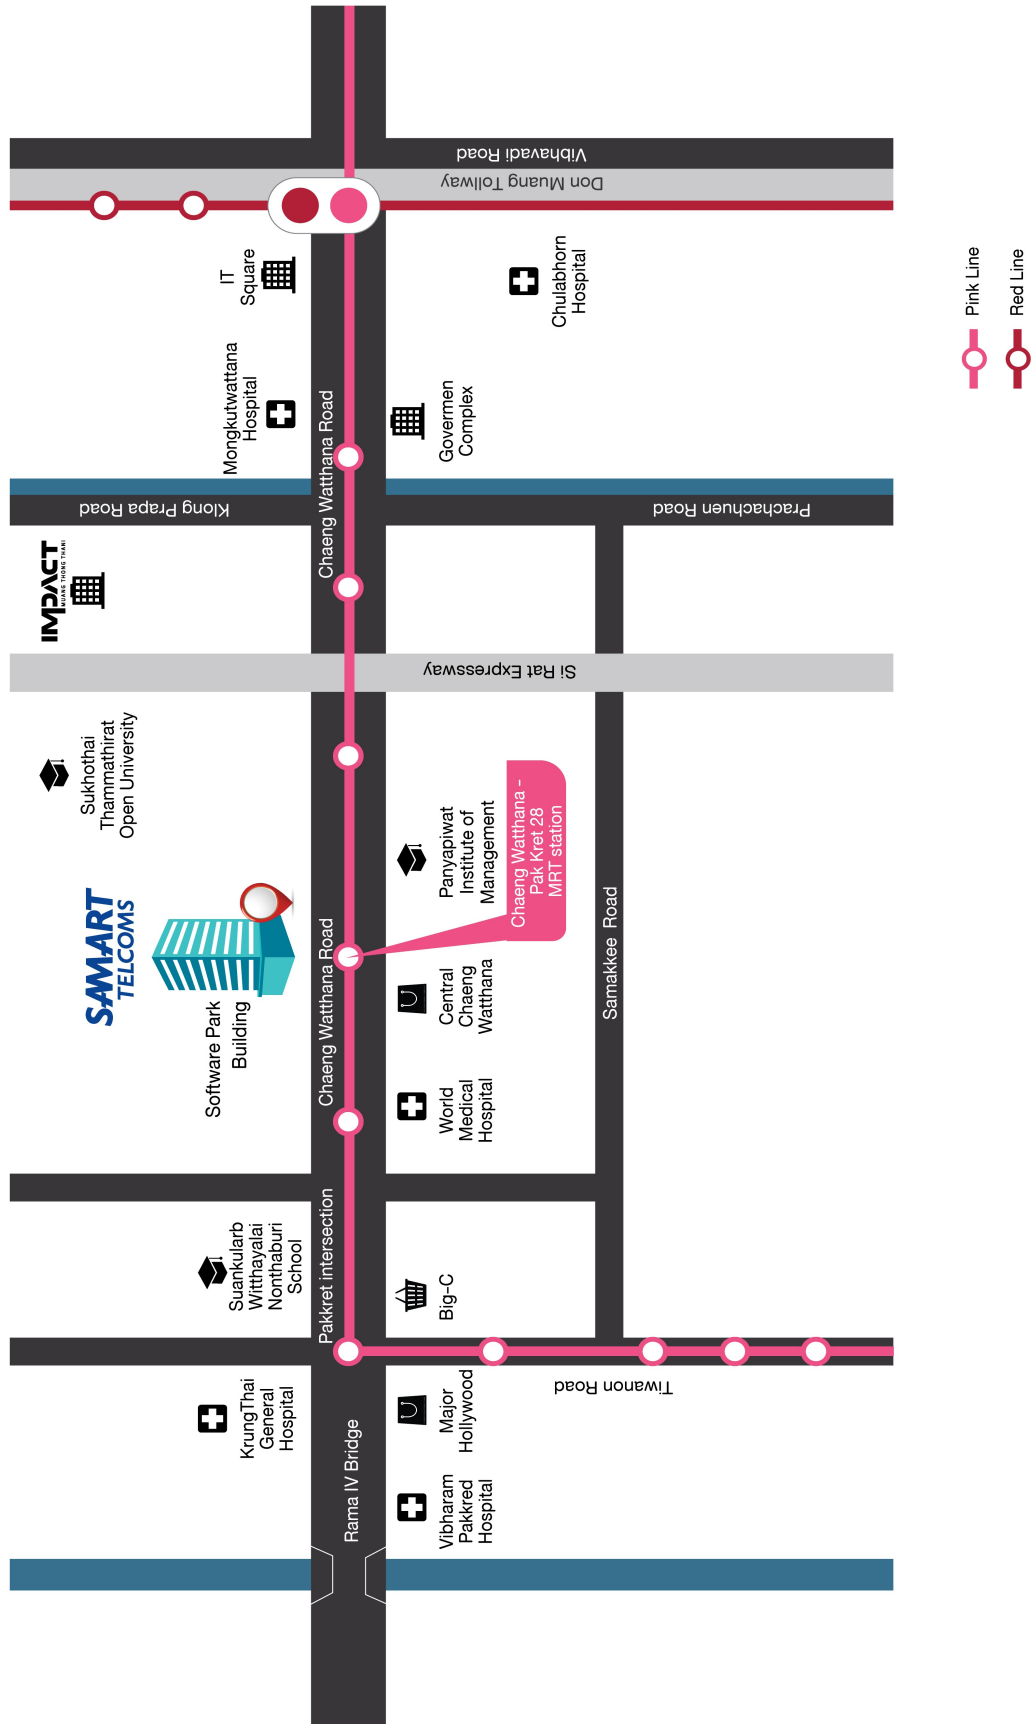 Rama IV Bridge
KrungThai
General
Hospital
Vibharam
Pakkred
Hospital
Major
Hollywood
Tiwanon Road
Suankularb
Witthayalai
Nonthaburi
School
Pakkret intersection
Big-C
SAMART
TELCOMS
Software Park
Building
Chaeng Watthana Road
World
Medical
Hospital
Central
Chaeng
Watthana
Panyapiwat
Institute of
Management
Chaeng Watthana -
Pak Kret 28
MRT station
Samakkee Road
Sukhothai
Thammathirat
Open University
Si Rat Expressway
IMPACT
MUANG THONG THANI
Klong Prapa Road
Prachachuen Road
Chaeng Watthana Road
Mongkutwattana
Hospital
Govermen
Complex
IT
Square
Chulabhorn
Hospital
Don Muang Tollway
Vibhavadi Road
Pink Line
Red Line